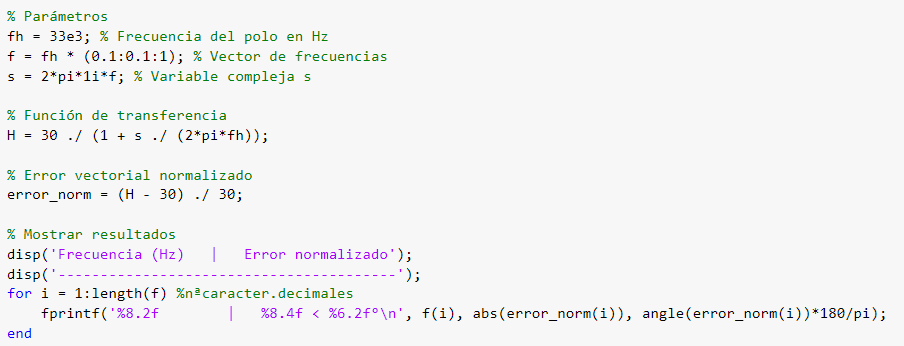 % Parámetros
fh = 33e3; % Frecuencia del polo en Hz
f = fh * (0.1:0.1:1); % Vector de frecuencias
s = 2*pi*1i*f; % Variable compleja s
% Función de transferencia
H = 30 ./ (1 + s ./ (2*pi*fh));
% Error vectorial normalizado
error_norm = (H - 30) ./ 30;
% Mostrar resultados
disp('Frecuencia (Hz)   |   Error normalizado');
disp('----------------------------------------');
for i = 1:length(f) %nªcaracter.decimales
    fprintf('%8.2f        |   %8.4f < %6.2fº\n', f(i), abs(error_norm(i)), angle(error_norm(i))*180/pi);
end